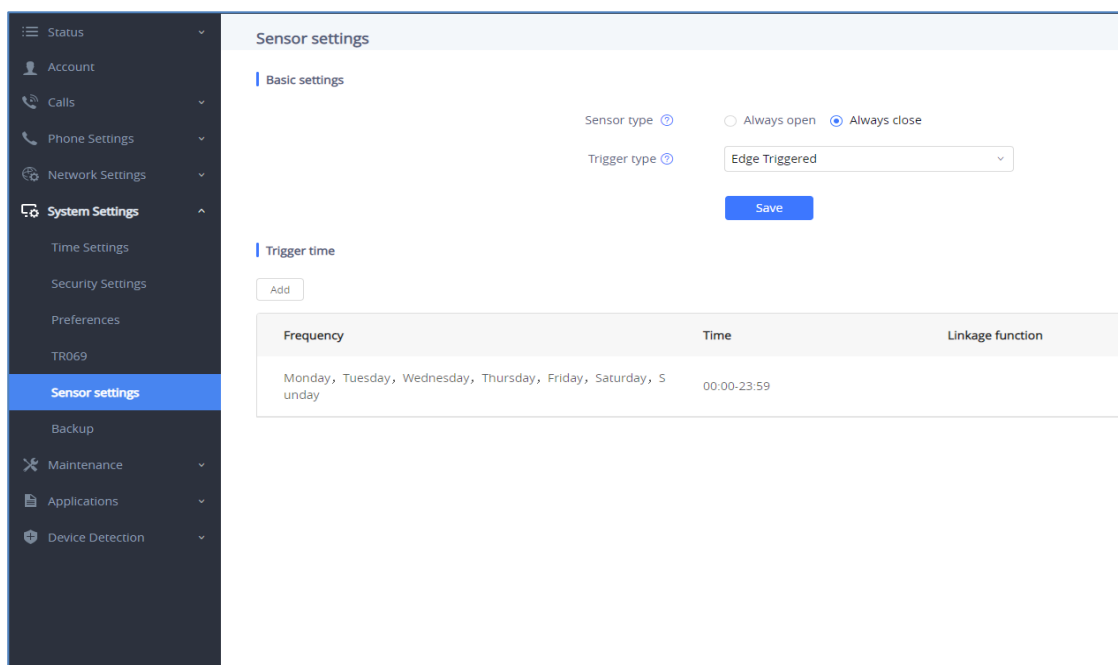 Status
Account
Calls
Phone Settings
Network Settings
System Settings
Time Settings
Security Settings
Preferences
TR069
Sensor settings
Backup
Maintenance
Applications
Device Detection
Sensor settings
Basic settings
Sensor type ? Always open Always close
Trigger type ? Edge Triggered
Save
Trigger time
Add
Frequency Time Linkage function
Monday，Tuesday，Wednesday，Thursday，Friday，Saturday，S
unday
00:00-23:59